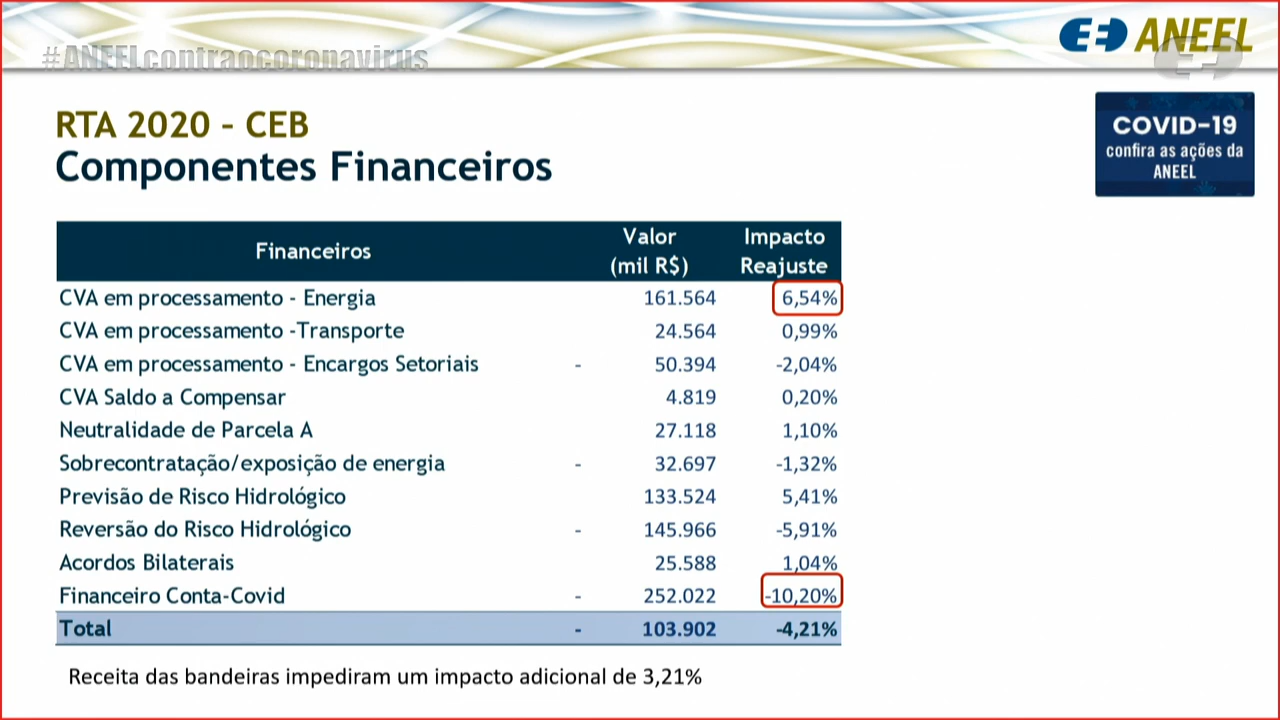 #ANEELcontraocoronavirus
ANEEL
COVID-19
confira as ações da
ANEEL
RTA 2020 - CEB
Componentes Financeiros
Financeiros Valor (mil R$) Impacto Reajuste
CVA em processamento - Energia 161.564 6,54%
CVA em processamento -Transporte 24.564 0,99%
CVA em processamento - Encargos Setoriais - 50.394 -2,04%
CVA Saldo a Compensar 4.819 0,20%
Neutralidade de Parcela A 27.118 1,10%
Sobrecontratação/exposição de energia - 32.697 -1,32%
Previsão de Risco Hidrológico 133.524 5,41%
Reversão do Risco Hidrológico - 145.966 -5,91%
Acordos Bilaterais 25.588 1,04%
Financeiro Conta-Covid - 252.022 -10,20%
Total - 103.902 -4,21%
Receita das bandeiras impediram um impacto adicional de 3,21%